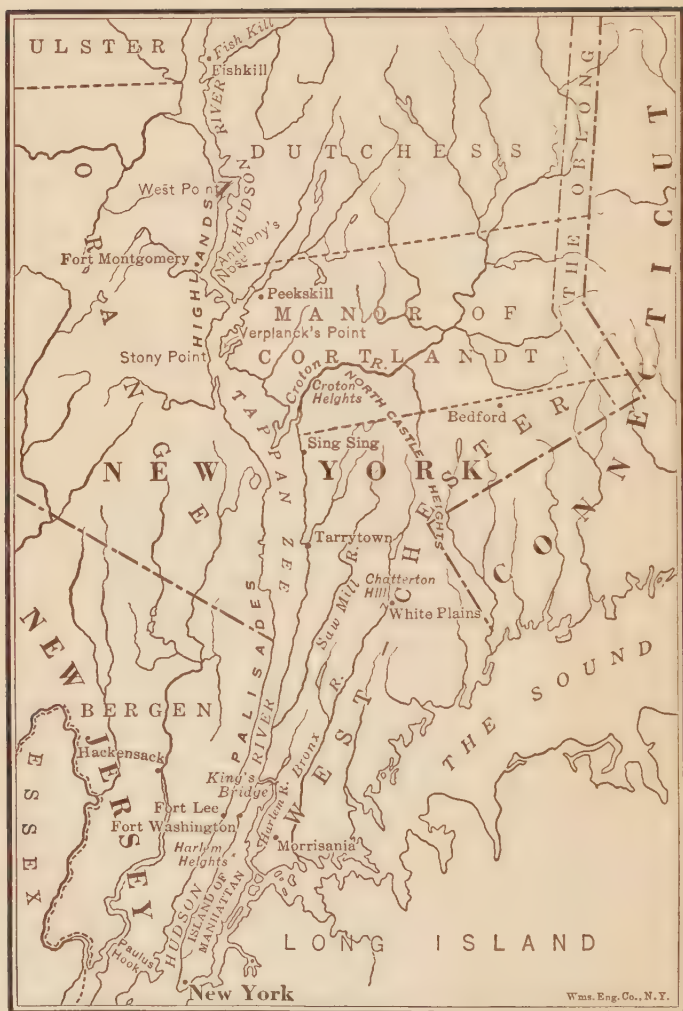 ULSTER
Fish Kill
Fishkill
RIVER
DUTCHESS
THE OBLONG
CONNECTICUT
ORANGE
West Point
HUDSON
HIGHLANDS
Anthony's
Nose
Fort Montgomery
THE OBLONG
Peekskill
MANOR OF
Verplanck's Point
CORTLANDT
Stony Point
Croton R.
Croton
Heights
NORTH CASTLE HEIGHTS
Bedford
TAPPAN ZEE
Sing Sing
NEW YORK
WESTCHESTER
Tarrytown
Saw Mill R.
Chatterton
Hill
White Plains
PALISADES
NEW JERSEY
BERGEN
THE SOUND
ESSEX
Hackensack
RIVER
King's
Bridge
Bronx R.
Harlem R.
Fort Lee
Fort Washington
Harlem
Heights
Morrisania
HUDSON
ISLAND OF
MANHATTAN
Paulus
Hook
LONG ISLAND
New York
Wms. Eng. Co., N.Y.